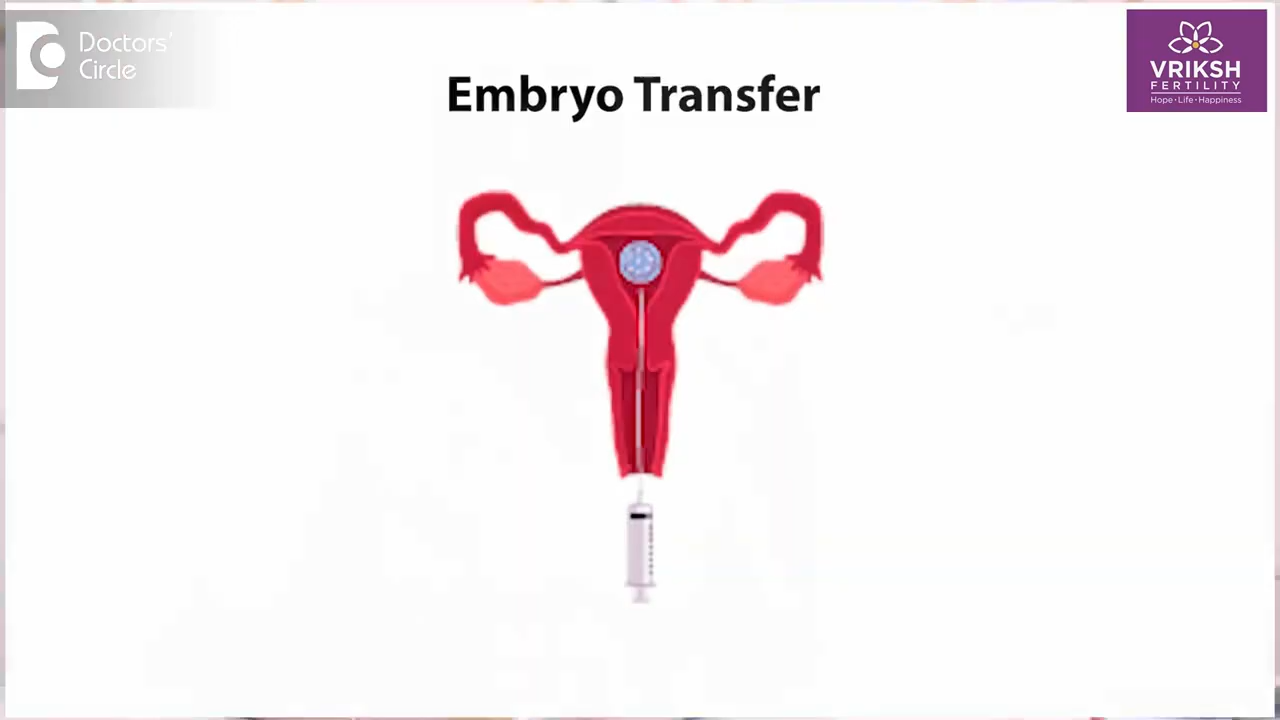 Doctors'
Circle
Embryo Transfer
VRIKSH
FERTILITY
Hope • Life • Happiness